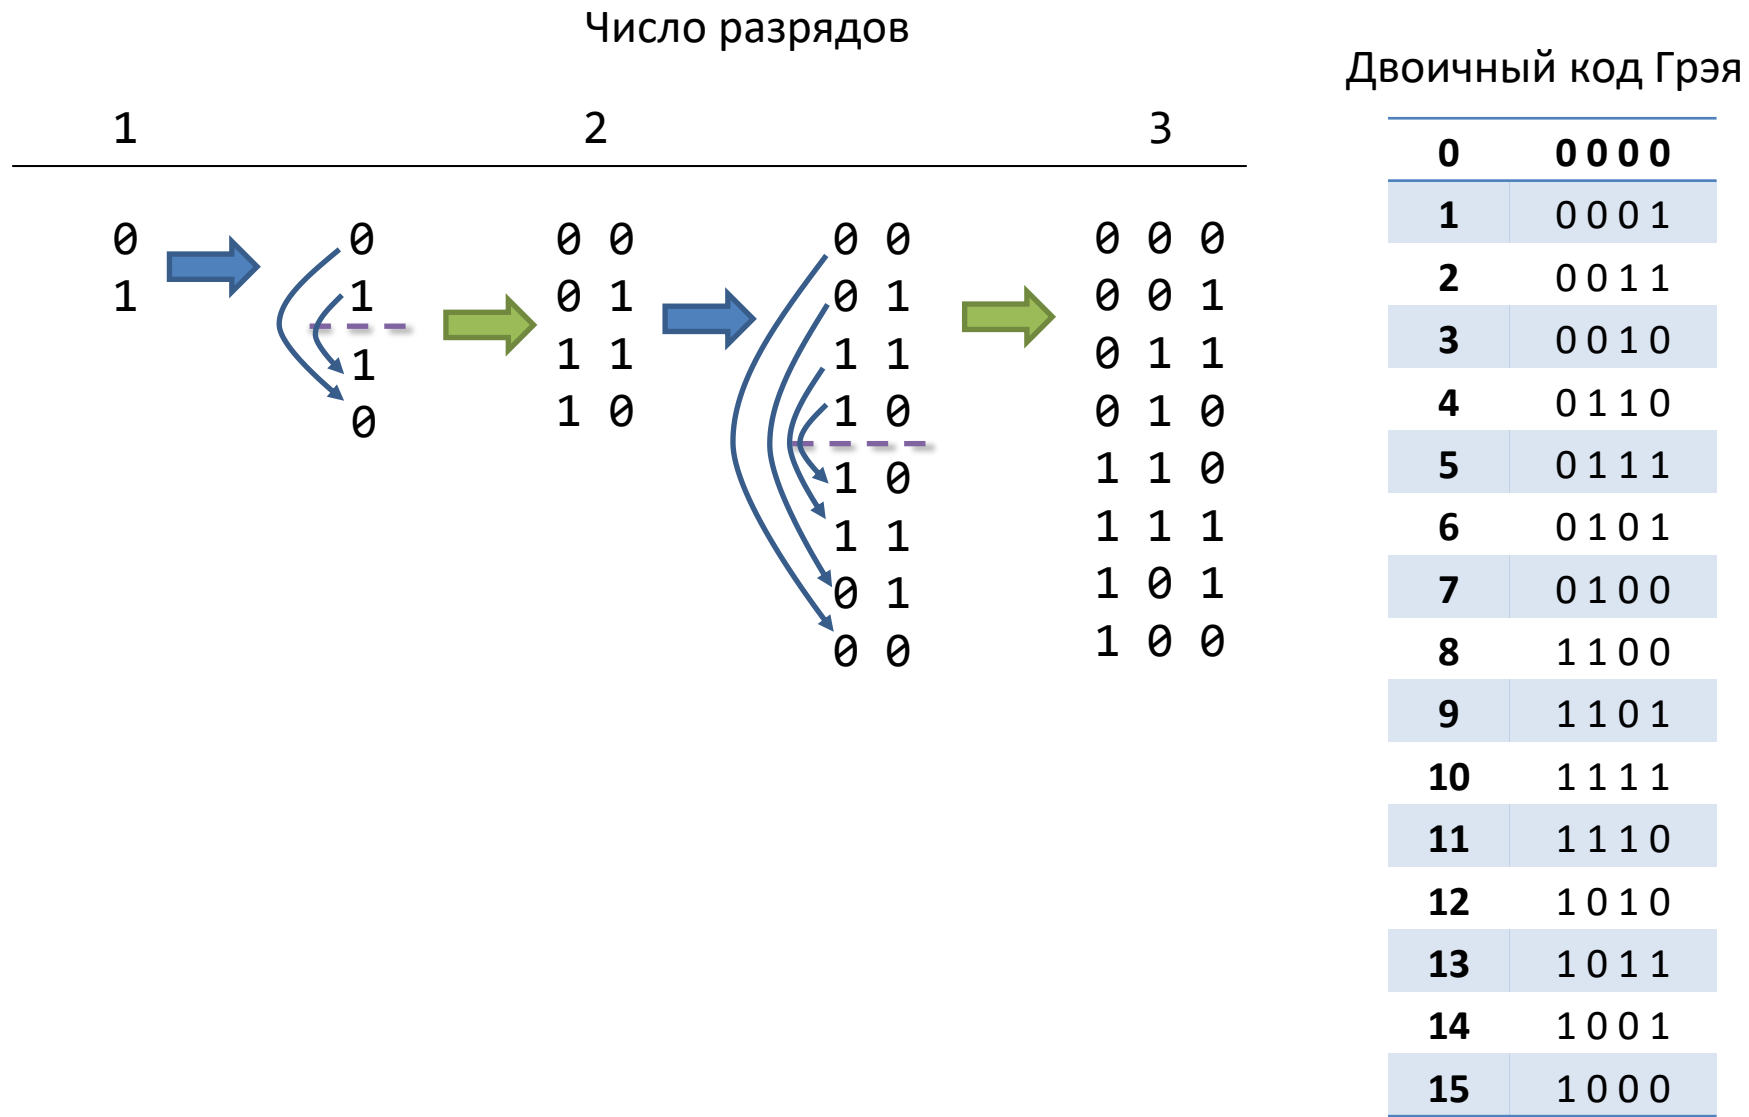 Число разрядов
1 2 3
0 0 0 0 0 0 0 0 0
1 1 0 1 0 1 0 0 1
1 1 1 1 1 0 1 1
0 1 0 1 0 0 1 0
1 0 1 1 0
1 1 1 1 1
0 1 1 0 1
0 0 1 0 0
Двоичный код Грэя
0 0 0 0 0
1 0 0 0 1
2 0 0 1 1
3 0 0 1 0
4 0 1 1 0
5 0 1 1 1
6 0 1 0 1
7 0 1 0 0
8 1 1 0 0
9 1 1 0 1
10 1 1 1 1
11 1 1 1 0
12 1 0 1 0
13 1 0 1 1
14 1 0 0 1
15 1 0 0 0